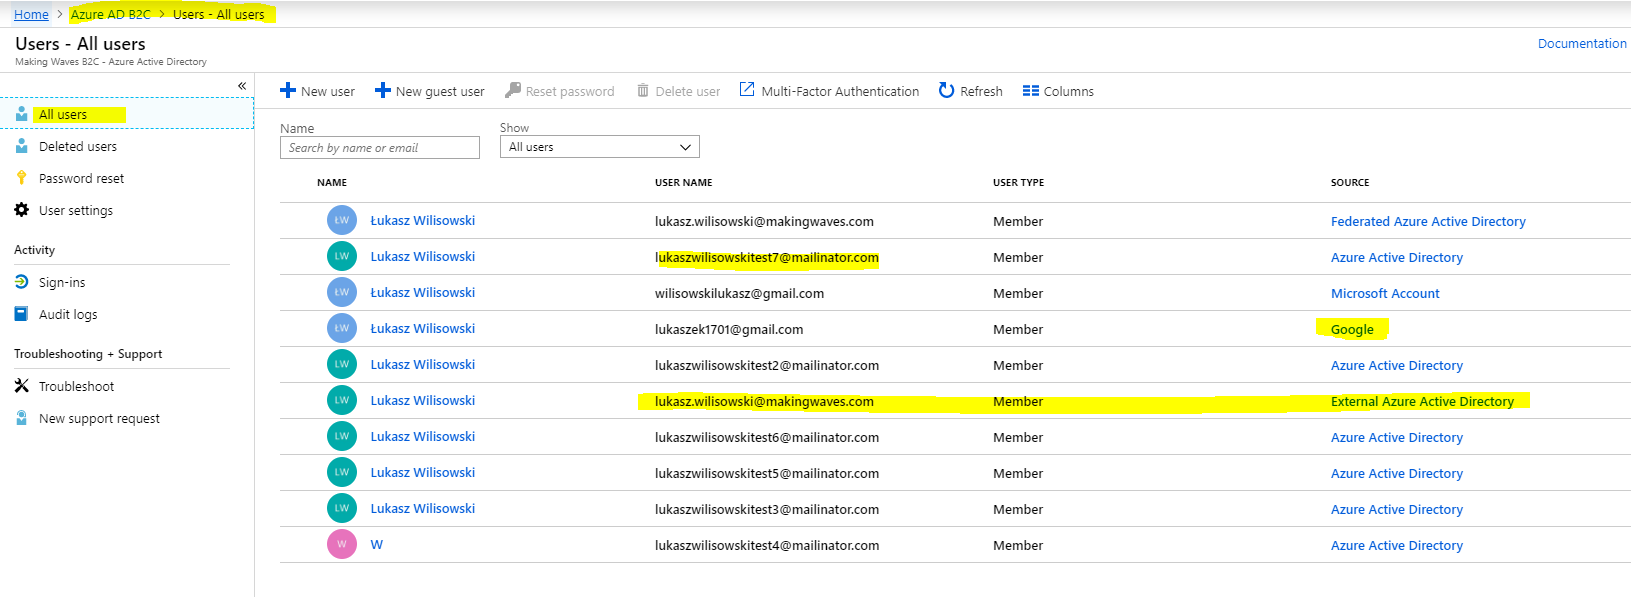 Home > Azure AD B2C > Users - All users
Users - All users
Making Waves B2C - Azure Active Directory
Documentation
«
All users
Deleted users
Password reset
User settings
Activity
Sign-ins
Audit logs
Troubleshooting + Support
Troubleshoot
New support request
New user New guest user Reset password Delete user Multi-Factor Authentication Refresh Columns
Name Show
Search by name or email All users
NAME USER NAME USER TYPE SOURCE
ŁW Łukasz Wilisowski lukasz.wilisowski@makingwaves.com Member Federated Azure Active Directory
LW Lukasz Wilisowski lukaszwilisowskitest7@mailinator.com Member Azure Active Directory
ŁW Łukasz Wilisowski wilisowskilukasz@gmail.com Member Microsoft Account
ŁW Łukasz Wilisowski lukaszek1701@gmail.com Member Google
LW Lukasz Wilisowski lukaszwilisowskitest2@mailinator.com Member Azure Active Directory
LW Lukasz Wilisowski lukasz.wilisowski@makingwaves.com Member External Azure Active Directory
LW Lukasz Wilisowski lukaszwilisowskitest6@mailinator.com Member Azure Active Directory
LW Lukasz Wilisowski lukaszwilisowskitest5@mailinator.com Member Azure Active Directory
LW Lukasz Wilisowski lukaszwilisowskitest3@mailinator.com Member Azure Active Directory
W W lukaszwilisowskitest4@mailinator.com Member Azure Active Directory